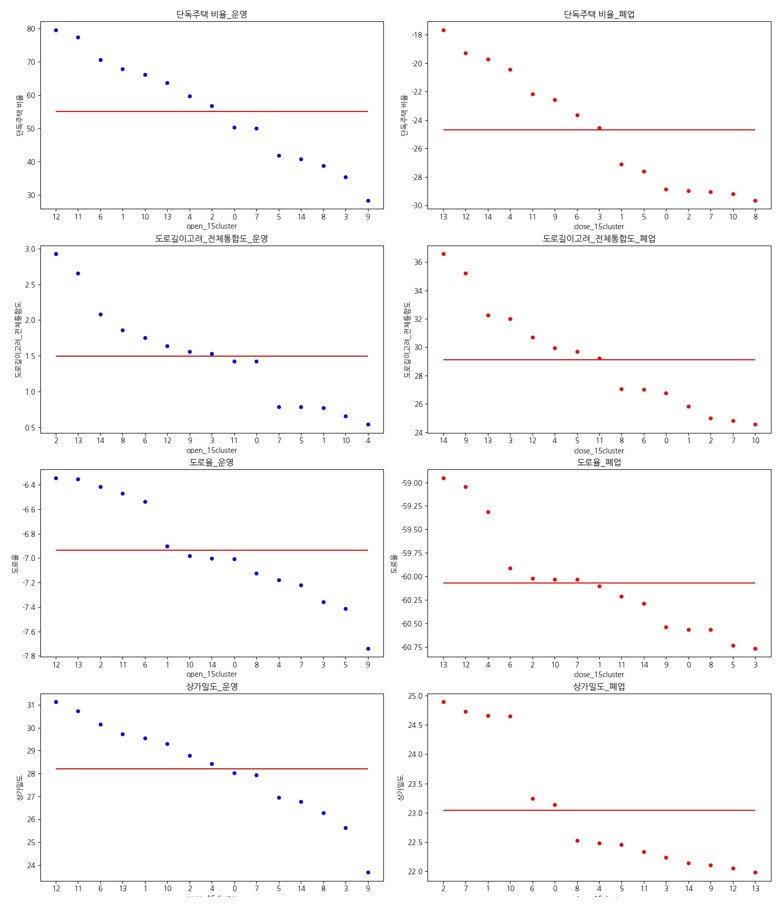 단독주택 비율_운영
단독주택 비율
80
70
60
50
40
30
12 11 6 1 10 13 4 2 0 7 5 14 8 3 9
open_15cluster
단독주택 비율_폐업
단독주택 비율
-18
-20
-22
-24
-26
-28
-30
13 12 14 4 11 9 6 3 1 5 0 2 7 10 8
close_15cluster
도로길이고려_전체통합도_운영
도로길이고려_전체통합도
3.0
2.5
2.0
1.5
1.0
0.5
2 13 14 8 6 12 9 3 11 0 7 5 1 10 4
open_15cluster
도로길이고려_전체통합도_폐업
도로길이고려_전체통합도
36
34
32
30
28
26
24
14 9 13 3 12 4 5 11 8 6 0 1 2 7 10
close_15cluster
도로율_운영
도로율
-6.4
-6.6
-6.8
-7.0
-7.2
-7.4
-7.6
-7.8
12 13 2 11 6 1 10 14 0 8 4 7 3 5 9
open_15cluster
도로율_폐업
도로율
-59.00
-59.25
-59.50
-59.75
-60.00
-60.25
-60.50
-60.75
13 12 4 6 2 10 7 1 11 14 9 0 8 5 3
close_15cluster
상가밀도_운영
상가밀도
31
30
29
28
27
26
25
24
12 11 6 13 1 10 2 4 0 7 5 14 8 3 9
상가밀도_폐업
상가밀도
25.0
24.5
24.0
23.5
23.0
22.5
22.0
2 7 1 10 6 0 8 4 5 11 3 14 9 12 13